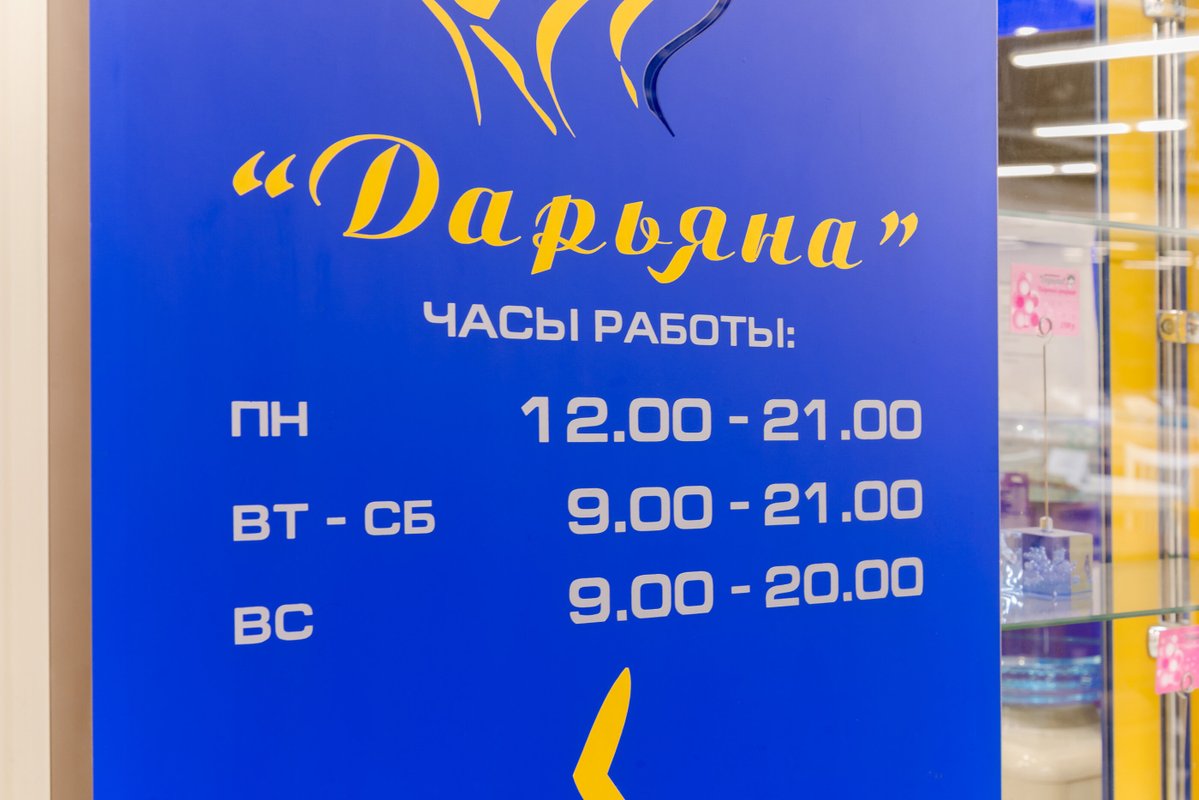 “Дарьяна”
ЧАСЫ РАБОТЫ:
ПН 12.00 - 21.00
ВТ - СБ 9.00 - 21.00
ВС 9.00 - 20.00